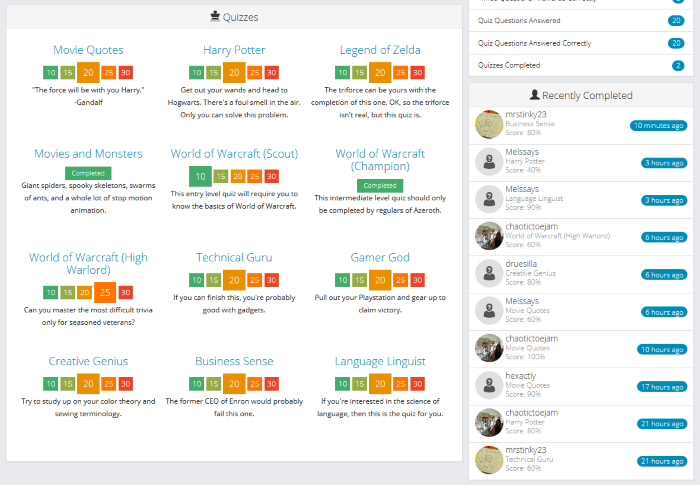 Quizzes
Movie Quotes
10 15 20 25 30
"The force will be with you Harry."
-Gandalf
Harry Potter
10 15 20 25 30
Get out your wands and head to
Hogwarts. There's a foul smell in the air.
Only you can solve this problem.
Legend of Zelda
10 15 20 25 30
The triforce can be yours with the
completion of this one. OK, so the triforce
isn't real, but this quiz is.
Movies and Monsters
Completed
Giant spiders, spooky skeletons, swarms
of ants, and a whole lot of stop motion
animation.
World of Warcraft (Scout)
10 15 20 25 30
This entry level quiz will require you to
know the basics of World of Warcraft.
World of Warcraft
(Champion)
Completed
This intermediate level quiz should only
be completed by regulars of Azeroth.
World of Warcraft (High
Warlord)
10 15 20 25 30
Can you master the most difficult trivia
only for seasoned veterans?
Technical Guru
10 15 20 25 30
If you can finish this, you're probably
good with gadgets.
Gamer God
10 15 20 25 30
Pull out your Playstation and gear up to
claim victory.
Creative Genius
10 15 20 25 30
Try to study up on your color theory and
sewing terminology.
Business Sense
10 15 20 25 30
The former CEO of Enron would probably
fail this one.
Language Linguist
10 15 20 25 30
If you're interested in the science of
language, then this is the quiz for you.
Quiz Questions Answered 20
Quiz Questions Answered Correctly 20
Quizzes Completed 2
Recently Completed
mrstinky23
Business Sense
Score: 80%
10 minutes ago
Melssays
Harry Potter
Score: 40%
3 hours ago
Melssays
Language Linguist
Score: 90%
3 hours ago
chaotictoejam
World of Warcraft (High Warlord)
Score: 60%
6 hours ago
druesilla
Creative Genius
Score: 80%
6 hours ago
Melssays
Movie Quotes
Score: 60%
6 hours ago
chaotictoejam
Movie Quotes
Score: 100%
10 hours ago
hexactly
Movie Quotes
Score: 90%
17 hours ago
chaotictoejam
Harry Potter
Score: 80%
21 hours ago
mrstinky23
Technical Guru
Score: 60%
21 hours ago